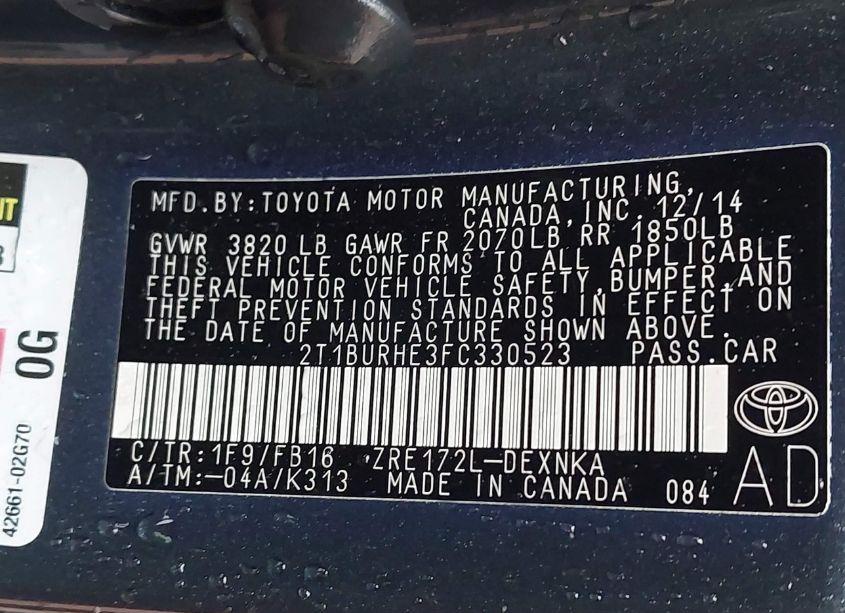 MFD.BY:TOYOTA MOTOR MANUFACTURING,
CANADA, INC. 12/14
GVWR 3820 LB GAWR FR 2070LB RR 1850LB
THIS VEHICLE CONFORMS TO ALL APPLICABLE
FEDERAL MOTOR VEHICLE SAFETY,BUMPER,AND
THEFT PREVENTION STANDARDS IN EFFECT ON
THE DATE OF MANUFACTURE SHOWN ABOVE.
2T1BURHE3FC330523 PASS.CAR
C/TR:1F9/FB16 ZRE172L-DEXNKA
A/TM:-04A/K313 MADE IN CANADA 084 AD
0G
42661-02G70